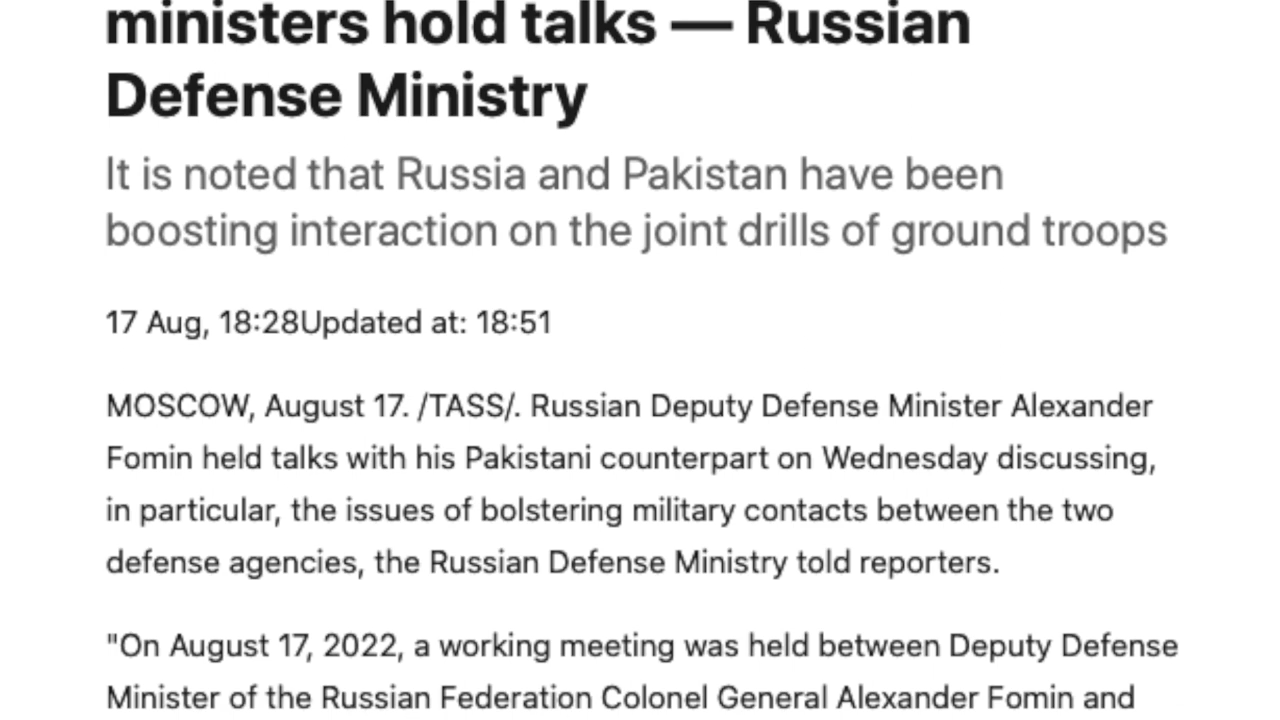 ministers hold talks — Russian
Defense Ministry
It is noted that Russia and Pakistan have been
boosting interaction on the joint drills of ground troops
17 Aug, 18:28Updated at: 18:51
MOSCOW, August 17. /TASS/. Russian Deputy Defense Minister Alexander
Fomin held talks with his Pakistani counterpart on Wednesday discussing,
in particular, the issues of bolstering military contacts between the two
defense agencies, the Russian Defense Ministry told reporters.
"On August 17, 2022, a working meeting was held between Deputy Defense
Minister of the Russian Federation Colonel General Alexander Fomin and